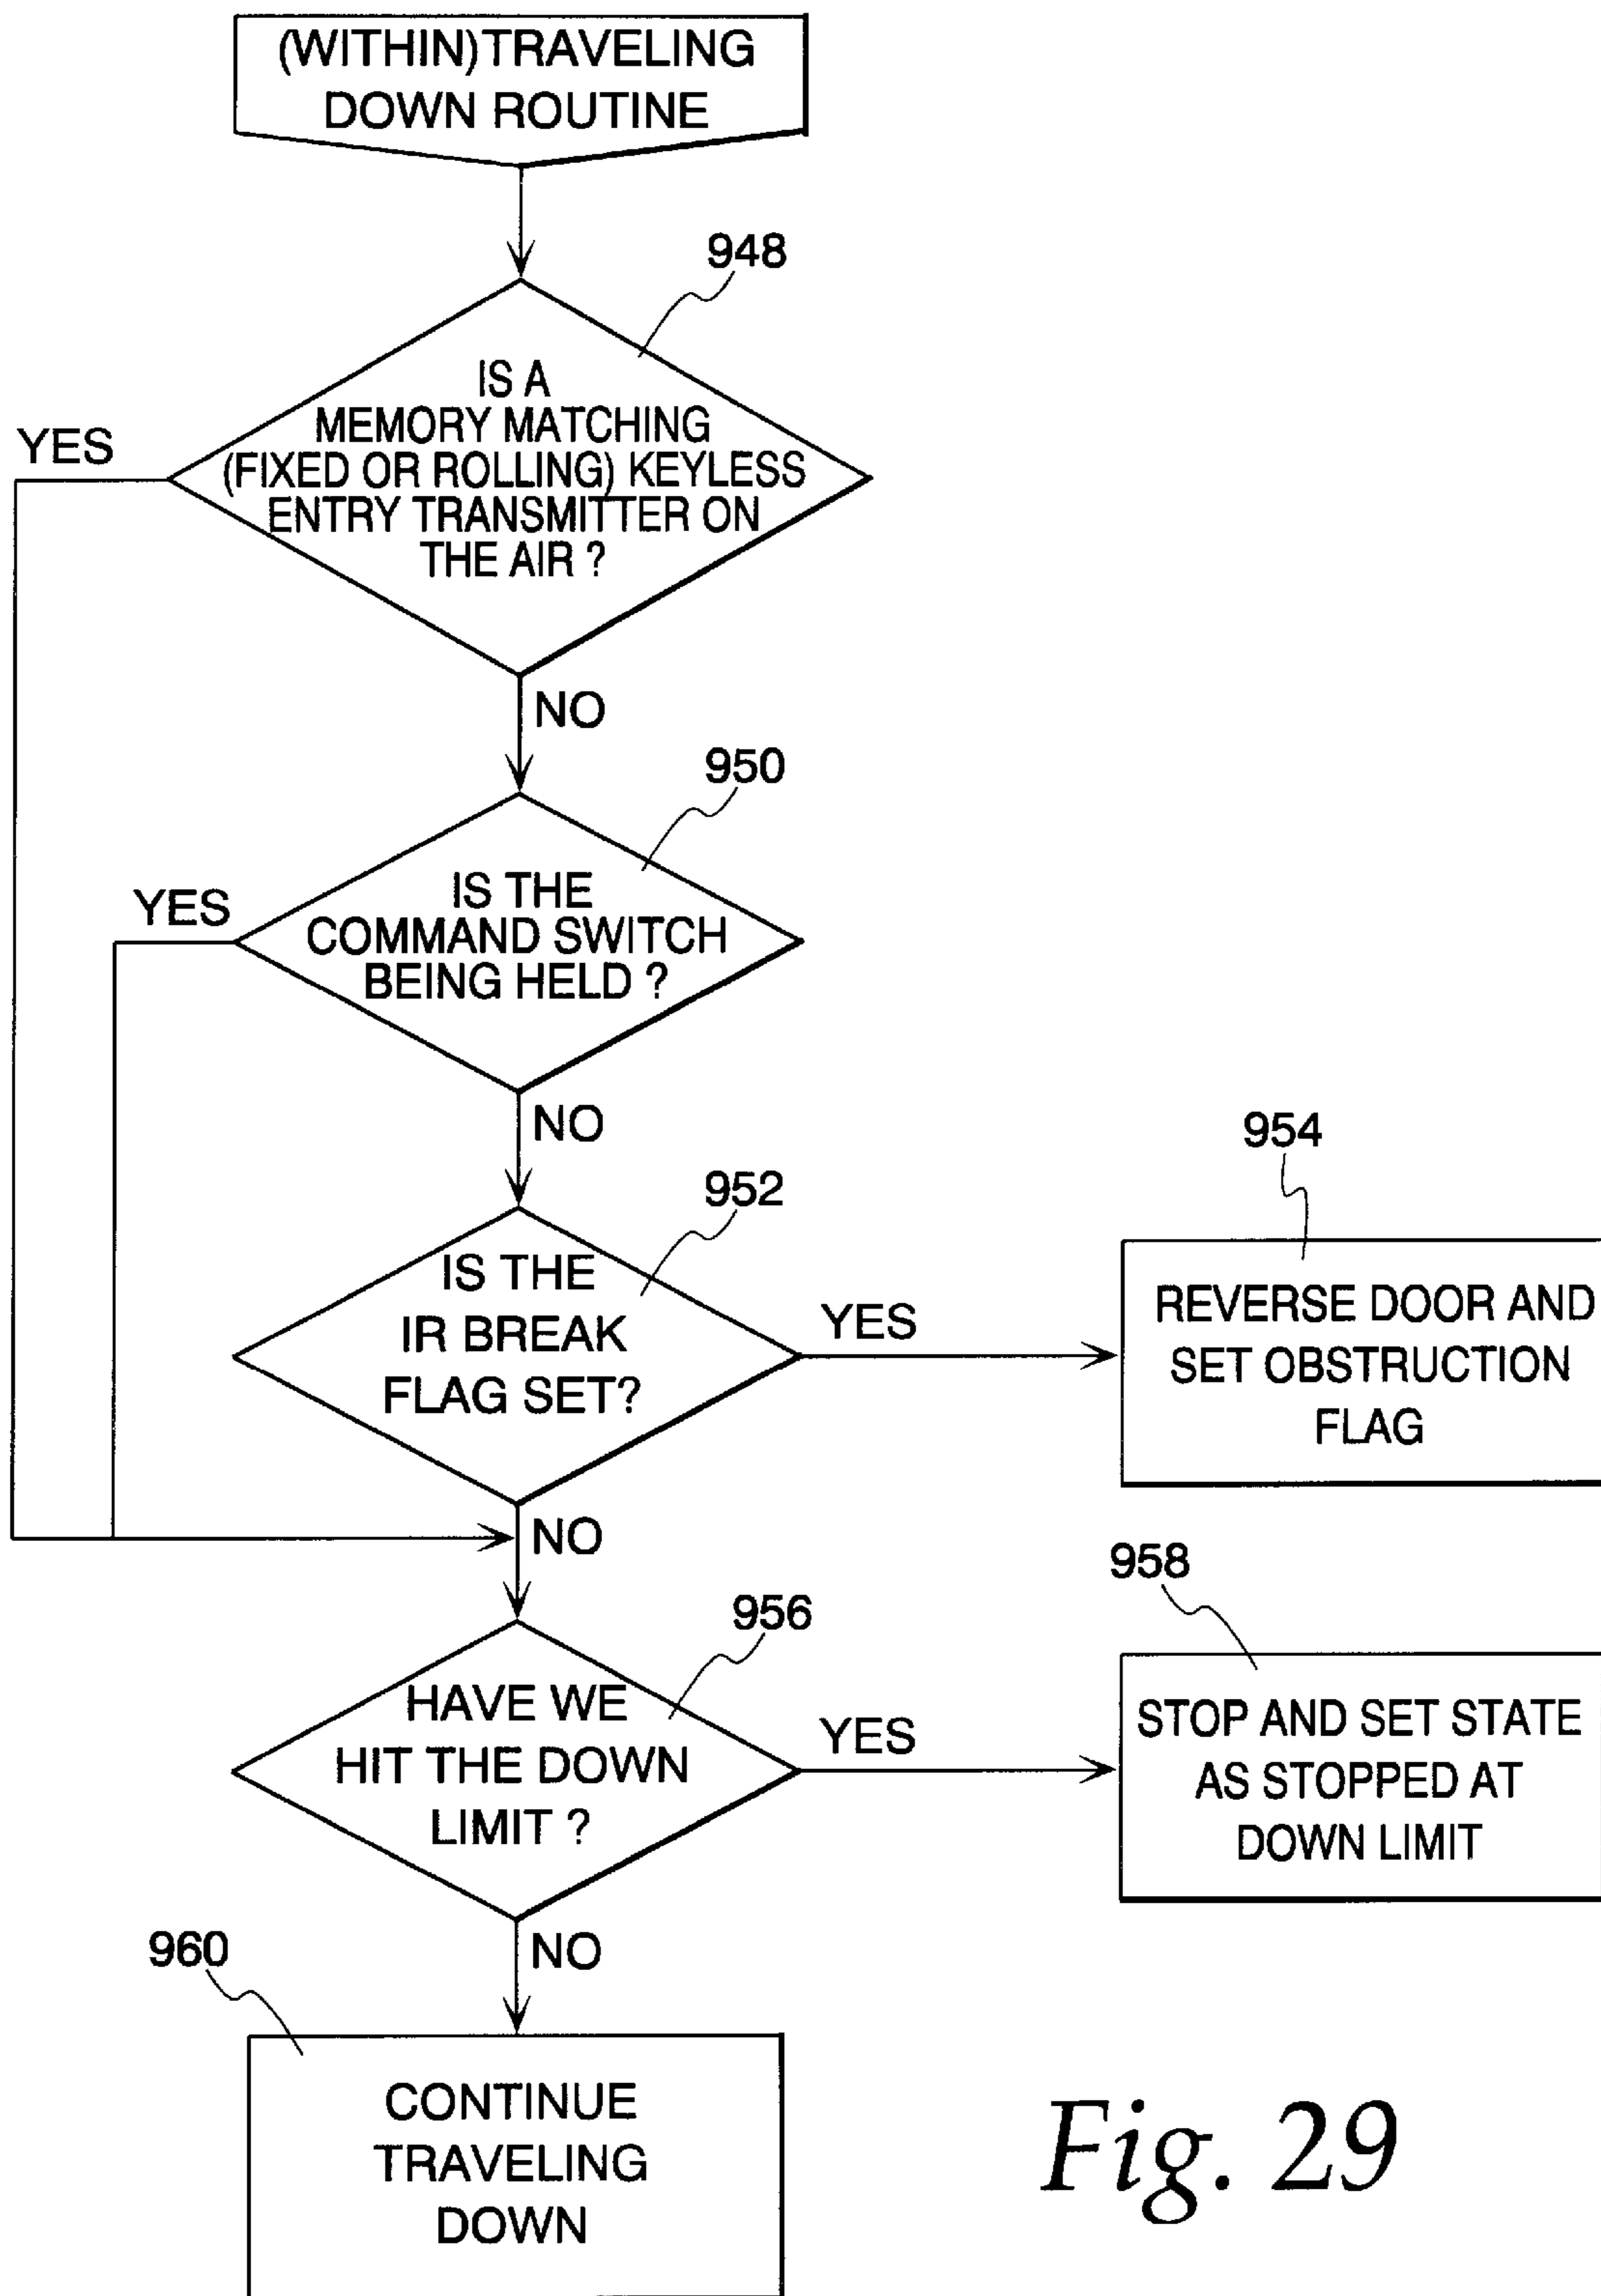 (WITHIN)TRAVELING
DOWN ROUTINE
948
IS A
MEMORY MATCHING
(FIXED OR ROLLING) KEYLESS
ENTRY TRANSMITTER ON
THE AIR ?
YES
NO
950
IS THE
COMMAND SWITCH
BEING HELD ?
YES
NO
952
IS THE
IR BREAK
FLAG SET?
YES
954
REVERSE DOOR AND
SET OBSTRUCTION
FLAG
NO
956
HAVE WE
HIT THE DOWN
LIMIT ?
YES
958
STOP AND SET STATE
AS STOPPED AT
DOWN LIMIT
NO
960
CONTINUE
TRAVELING
DOWN
Fig. 29